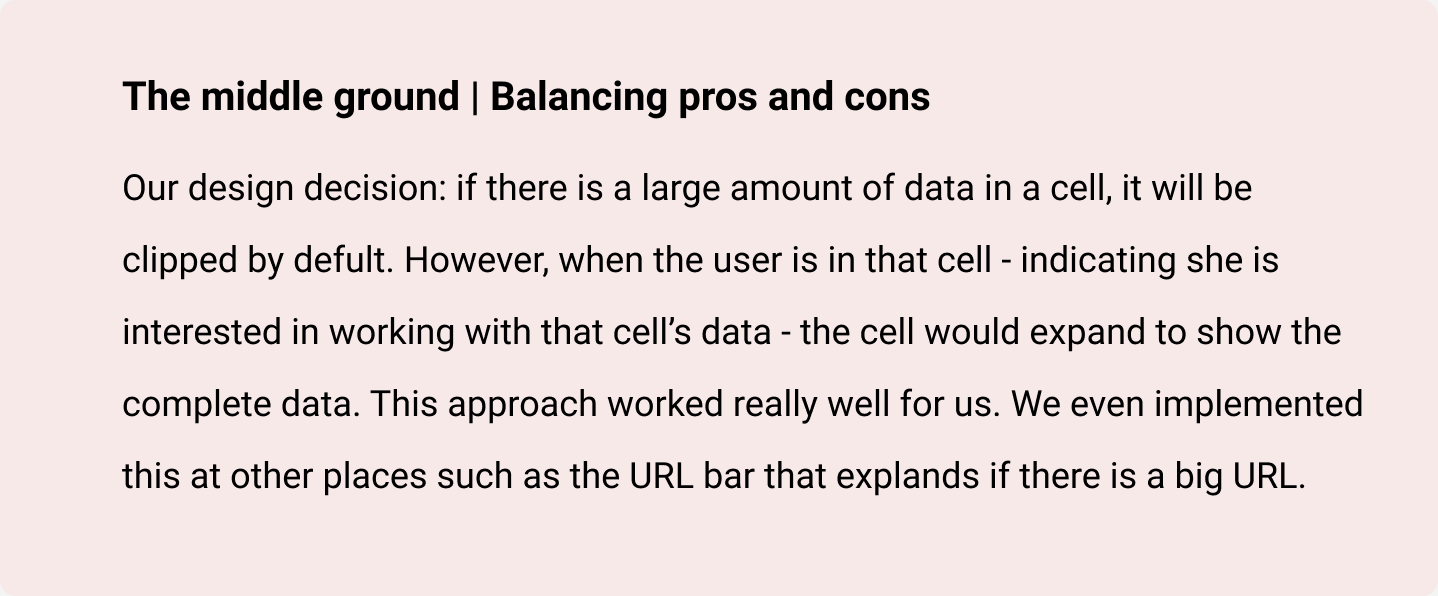 The middle ground | Balancing pros and cons
Our design decision: if there is a large amount of data in a cell, it will be
clipped by defult. However, when the user is in that cell - indicating she is
interested in working with that cell’s data - the cell would expand to show the
complete data. This approach worked really well for us. We even implemented
this at other places such as the URL bar that explands if there is a big URL.